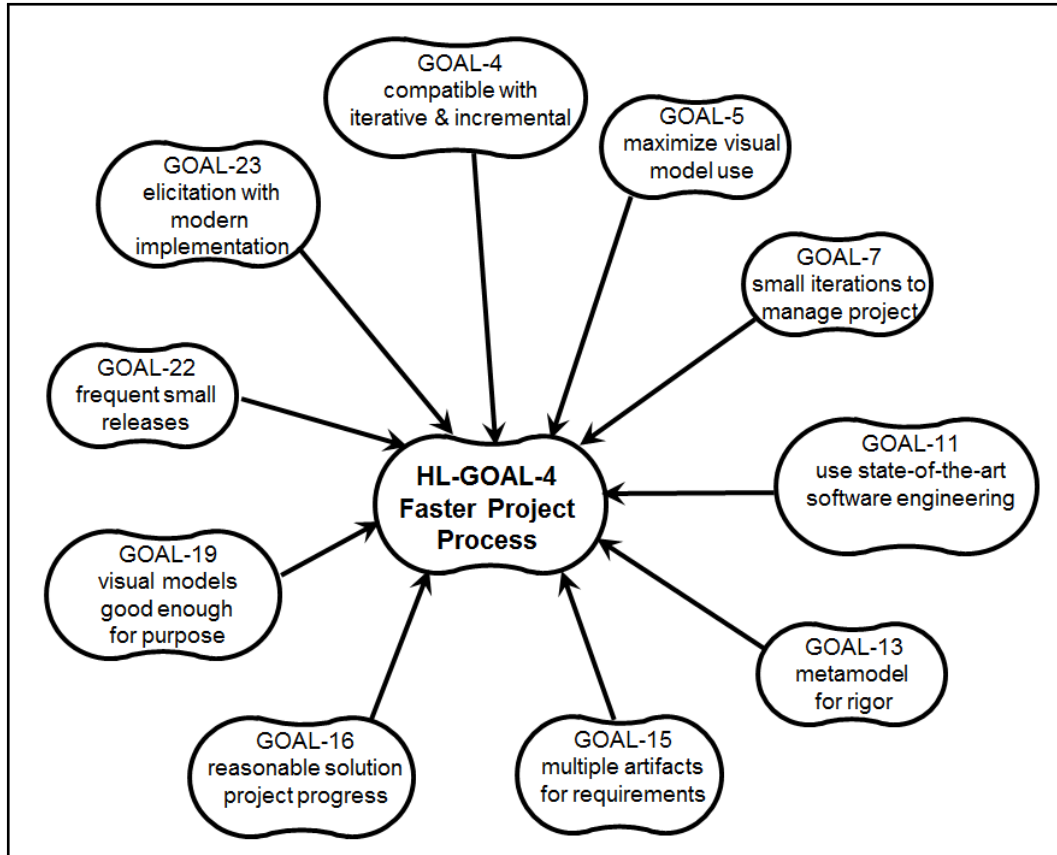 GOAL-4
compatible with
iterative & incremental
GOAL-5
maximize visual
model use
GOAL-23
elicitation with
modern
implementation
GOAL-7
small iterations to
manage project
GOAL-22
frequent small
releases
HL-GOAL-4
Faster Project
Process
GOAL-11
use state-of-the-art
software engineering
GOAL-19
visual models
good enough
for purpose
GOAL-13
metamodel
for rigor
GOAL-16
reasonable solution
project progress
GOAL-15
multiple artifacts
for requirements